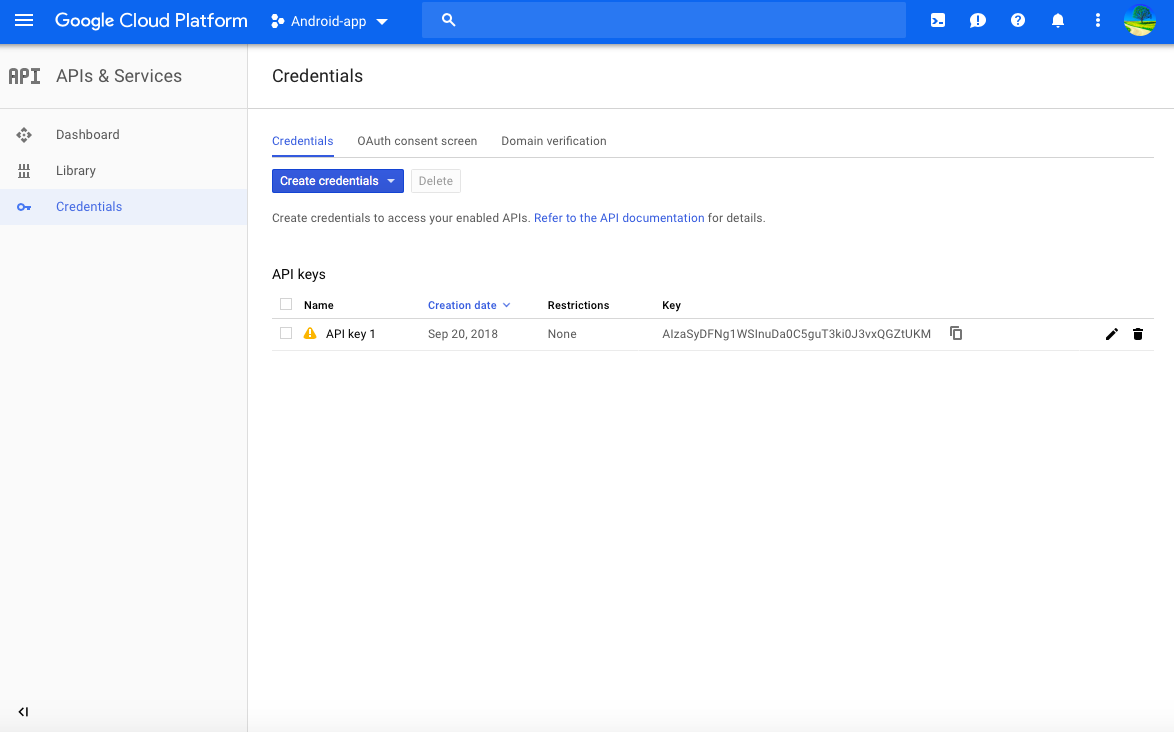 Google Cloud Platform Android-app
API APIs & Services
Credentials
Dashboard
Library
Credentials
Credentials OAuth consent screen Domain verification
Create credentials Delete
Create credentials to access your enabled APIs. Refer to the API documentation for details.
API keys
Name Creation date Restrictions Key
API key 1 Sep 20, 2018 None AIzaSyDFNg1WSInuDa0C5guT3ki0J3vxQGZtUKM